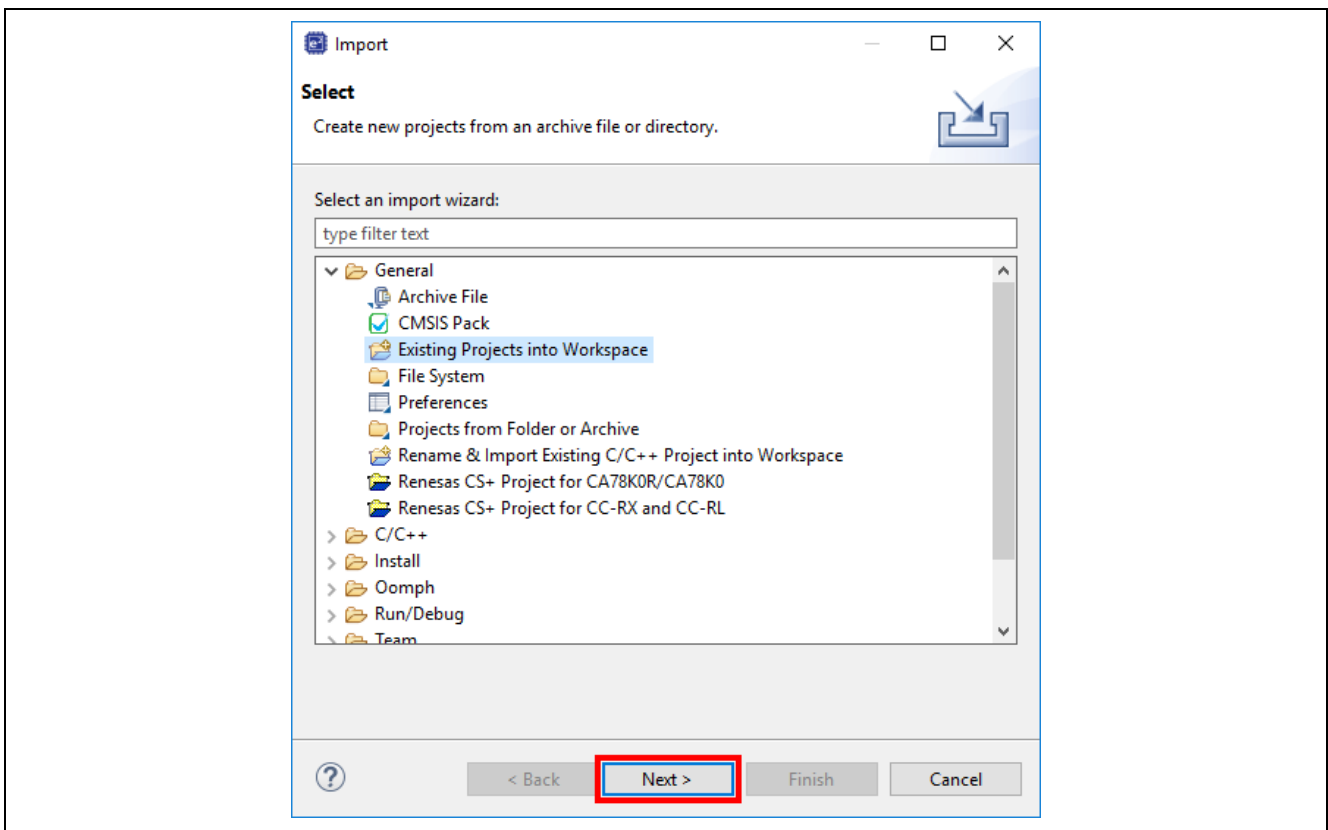 Import
Select
Create new projects from an archive file or directory.
Select an import wizard:
type filter text
General
Archive File
CMSIS Pack
Existing Projects into Workspace
File System
Preferences
Projects from Folder or Archive
Rename & Import Existing C/C++ Project into Workspace
Renesas CS+ Project for CA78K0R/CA78K0
Renesas CS+ Project for CC-RX and CC-RL
C/C++
Install
Oomph
Run/Debug
Team
< Back Next > Finish Cancel